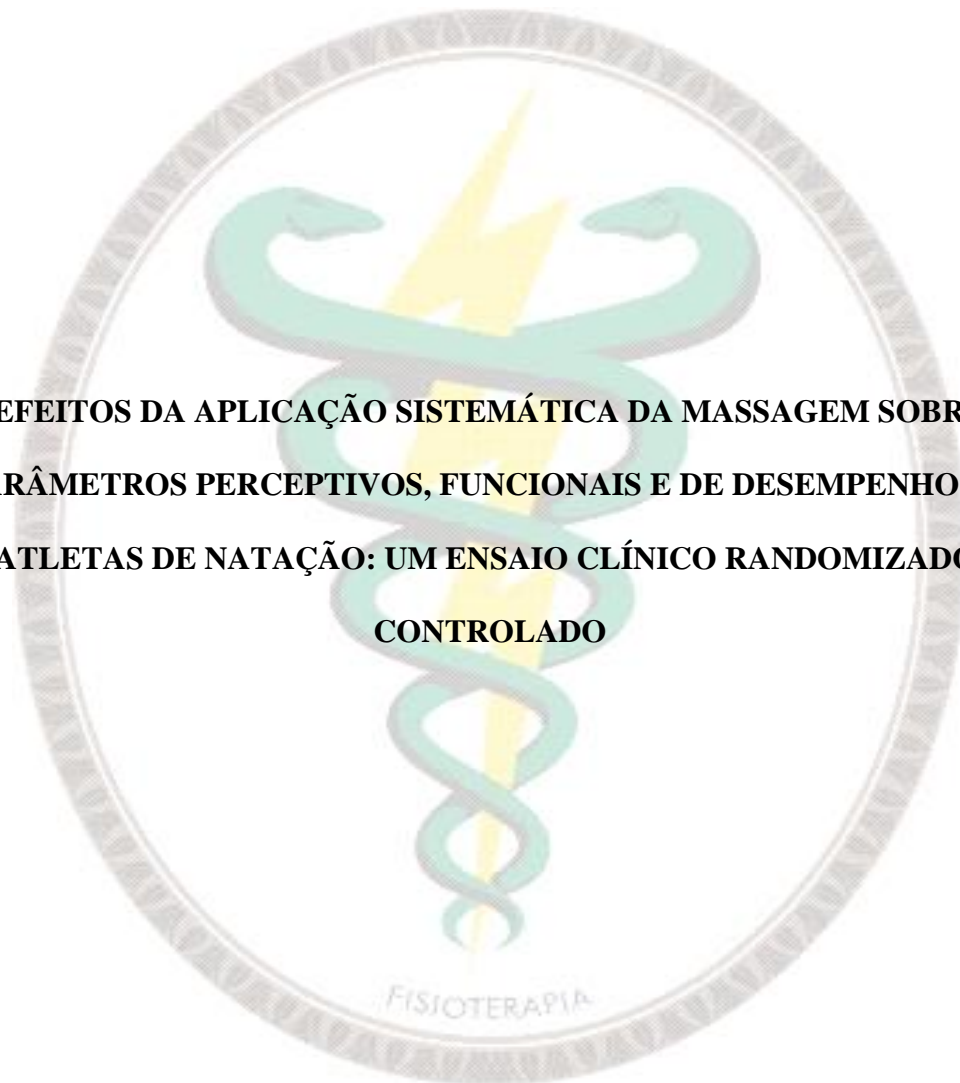 EFEITOS DA APLICAÇÃO SISTEMÁTICA DA MASSAGEM SOBR
RÂMETROS PERCEPTIVOS, FUNCIONAIS E DE DESEMPENHO
ATLETAS DE NATAÇÃO: UM ENSAIO CLÍNICO RANDOMIZADO
CONTROLADO
FISIOTERAPIA